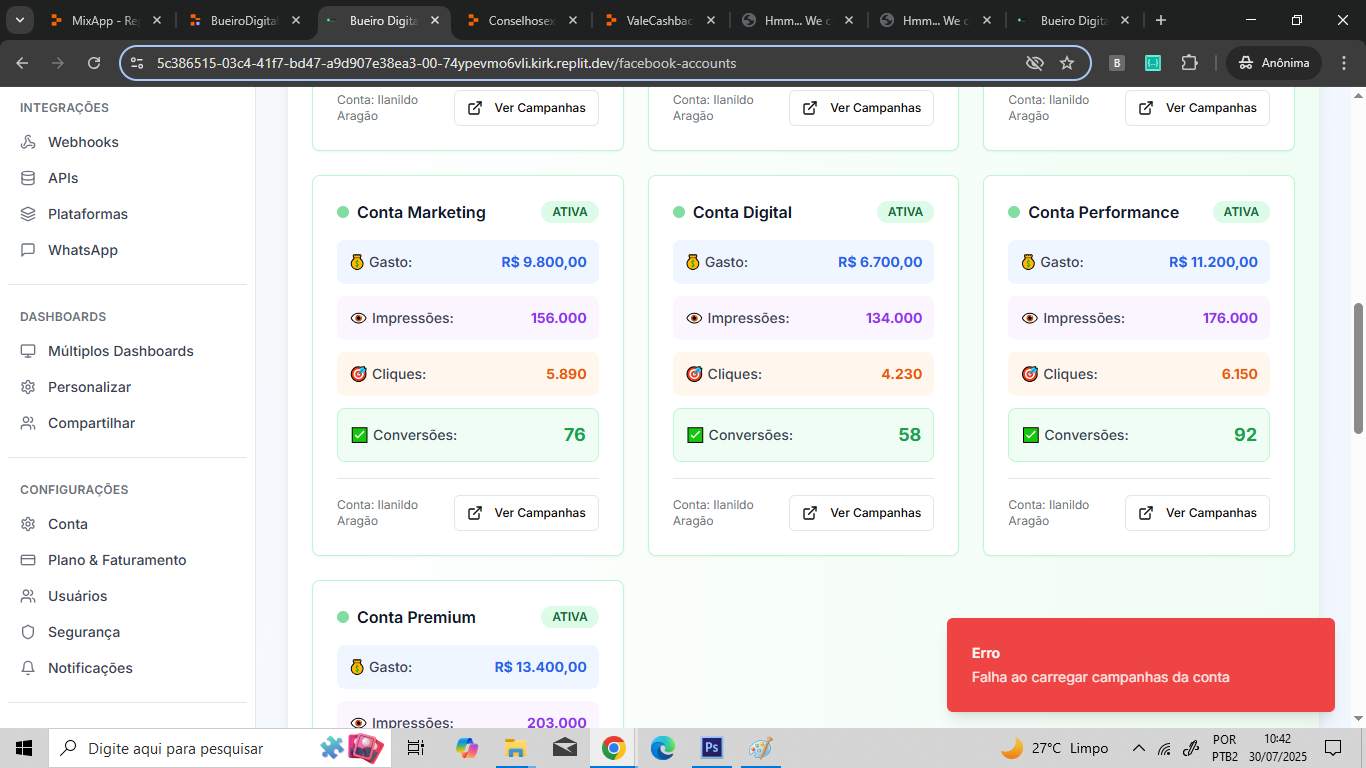 MixApp - Re
BueiroDigital
Bueiro Digita
Conselhosex
ValeCashbac
Hmm... We c
Hmm... We c
Bueiro Digita
5c386515-03c4-41f7-bd47-a9d907e38ea3-00-74ypevmo6vli.kirk.replit.dev/facebook-accounts
B
Anônima
INTEGRAÇÕES
Webhooks
APIs
Plataformas
WhatsApp
DASHBOARDS
Múltiplos Dashboards
Personalizar
Compartilhar
CONFIGURAÇÕES
Conta
Plano & Faturamento
Usuários
Segurança
Notificações
Conta: Ilanildo
Aragão
Ver Campanhas
Conta: Ilanildo
Aragão
Ver Campanhas
Conta: Ilanildo
Aragão
Ver Campanhas
Conta Marketing
ATIVA
Gasto:
R$ 9.800,00
Impressões:
156.000
Cliques:
5.890
Conversões:
76
Conta: Ilanildo
Aragão
Ver Campanhas
Conta Digital
ATIVA
Gasto:
R$ 6.700,00
Impressões:
134.000
Cliques:
4.230
Conversões:
58
Conta: Ilanildo
Aragão
Ver Campanhas
Conta Performance
ATIVA
Gasto:
R$ 11.200,00
Impressões:
176.000
Cliques:
6.150
Conversões:
92
Conta: Ilanildo
Aragão
Ver Campanhas
Conta Premium
ATIVA
Gasto:
R$ 13.400,00
Impressões:
203.000
Erro
Falha ao carregar campanhas da conta
Digite aqui para pesquisar
Ps
27°C Limpo
POR
PTB2
10:42
30/07/2025